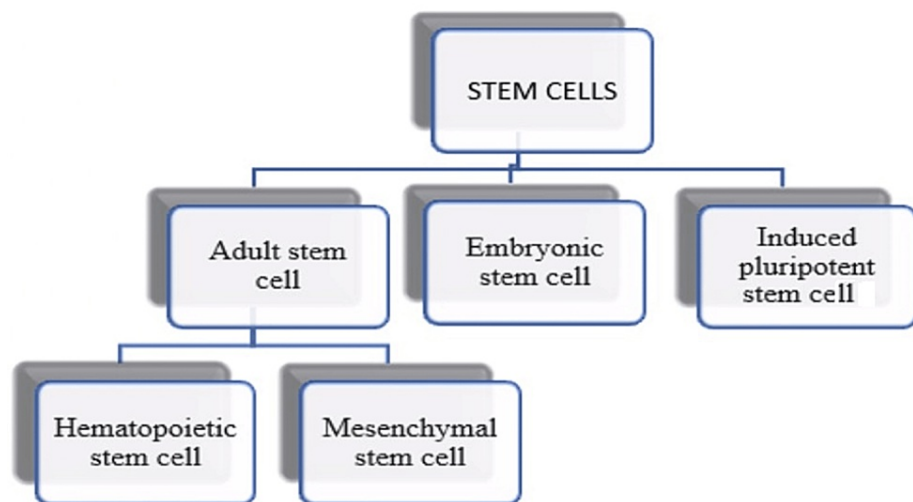 STEM CELLS
Adult stem
cell
Embryonic
stem cell
Induced
pluripotent
stem cell
Hematopoietic
stem cell
Mesenchymal
stem cell